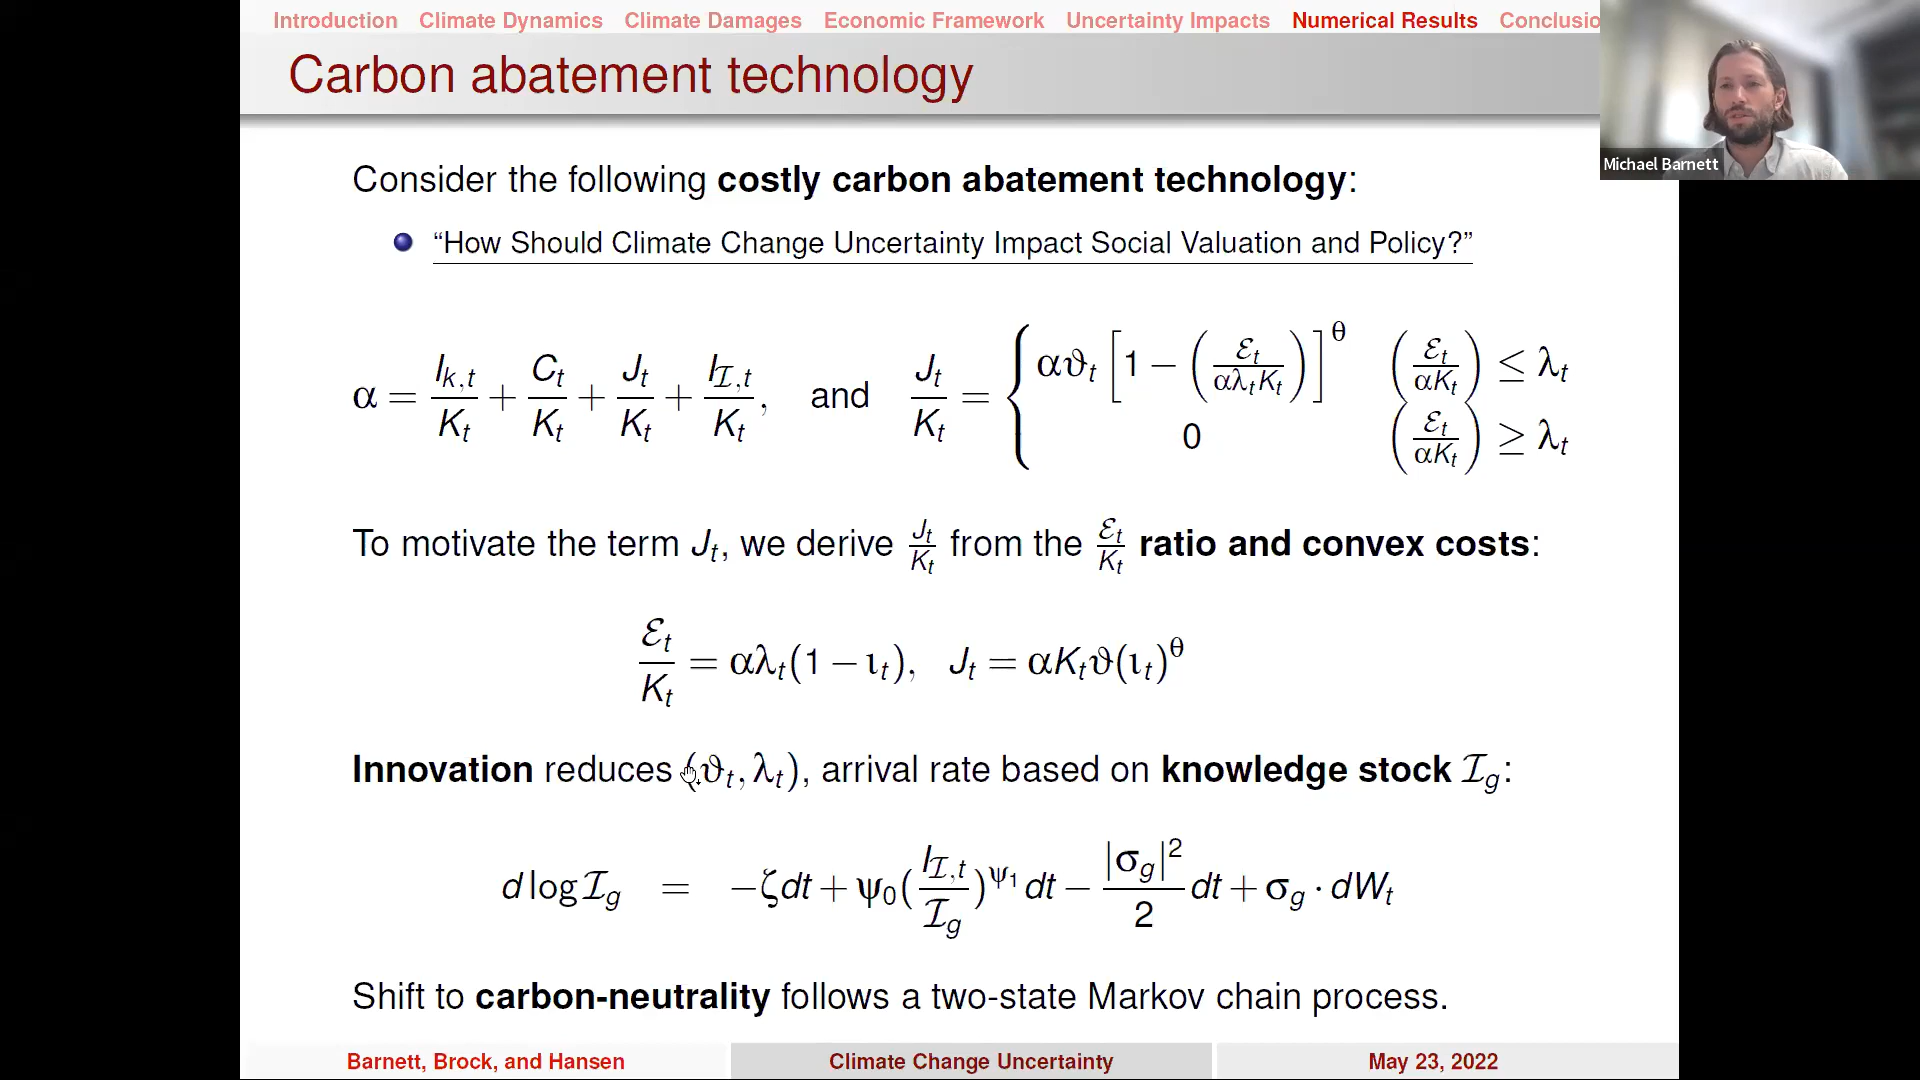 Introduction Climate Dynamics Climate Damages Economic Framework Uncertainty Impacts Numerical Results Conclusio
Carbon abatement technology
Michael Barnett
Consider the following costly carbon abatement technology:
“How Should Climate Change Uncertainty Impact Social Valuation and Policy?”
α = I_{k,t}/K_t + C_t/K_t + J_t/K_t + I_{ℐ,t}/K_t, and J_t/K_t = { αϑ_t [1 − (ℰ_t/(αλ_tK_t))]^θ (ℰ_t/(αK_t)) ≤ λ_t
0 (ℰ_t/(αK_t)) ≥ λ_t
To motivate the term J_t, we derive J_t/K_t from the ℰ_t/K_t ratio and convex costs:
ℰ_t/K_t = αλ_t(1 − ι_t), J_t = αK_tϑ(ι_t)^θ
Innovation reduces (ϑ_t, λ_t), arrival rate based on knowledge stock ℐ_g:
d log ℐ_g = −ζdt + ψ_0(I_{ℐ,t}/ℐ_g)^{ψ_1} dt − |σ_g|²/2 dt + σ_g · dW_t
Shift to carbon-neutrality follows a two-state Markov chain process.
Barnett, Brock, and Hansen Climate Change Uncertainty May 23, 2022